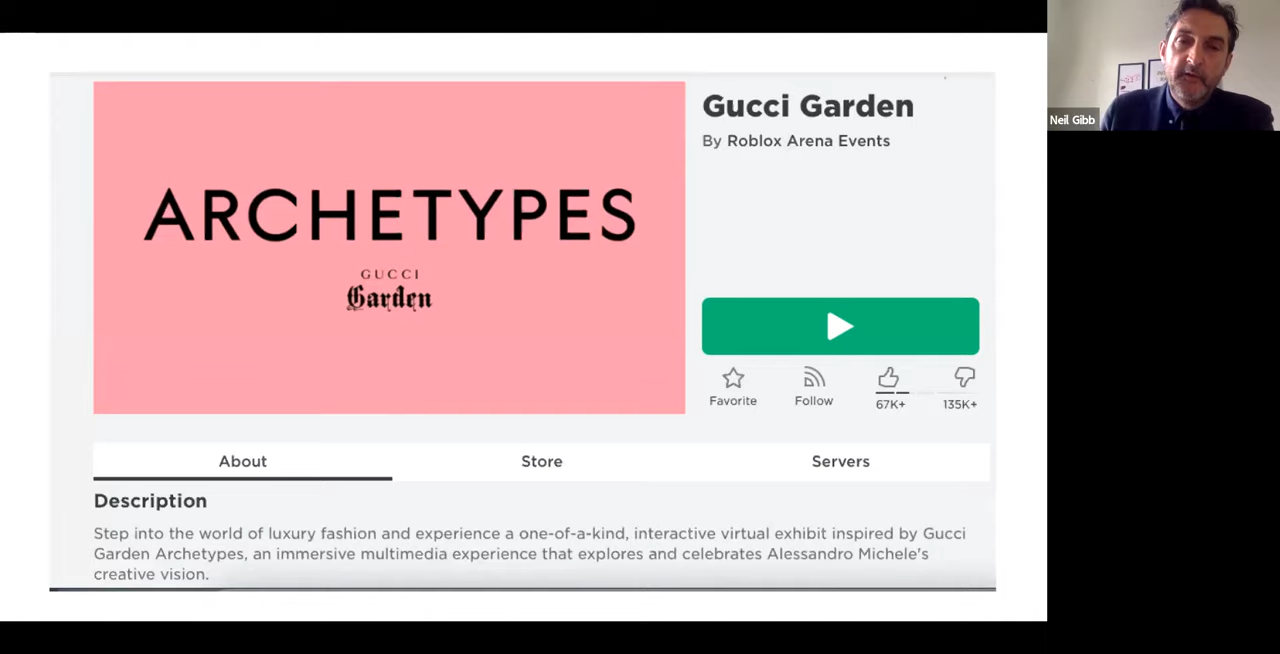 ARCHETYPES
GUCCI
Garden
Gucci Garden
By Roblox Arena Events
Favorite
Follow
67K+
135K+
About
Store
Servers
Description
Step into the world of luxury fashion and experience a one-of-a-kind, interactive virtual exhibit inspired by Gucci
Garden Archetypes, an immersive multimedia experience that explores and celebrates Alessandro Michele's
creative vision.
Neil Gibb